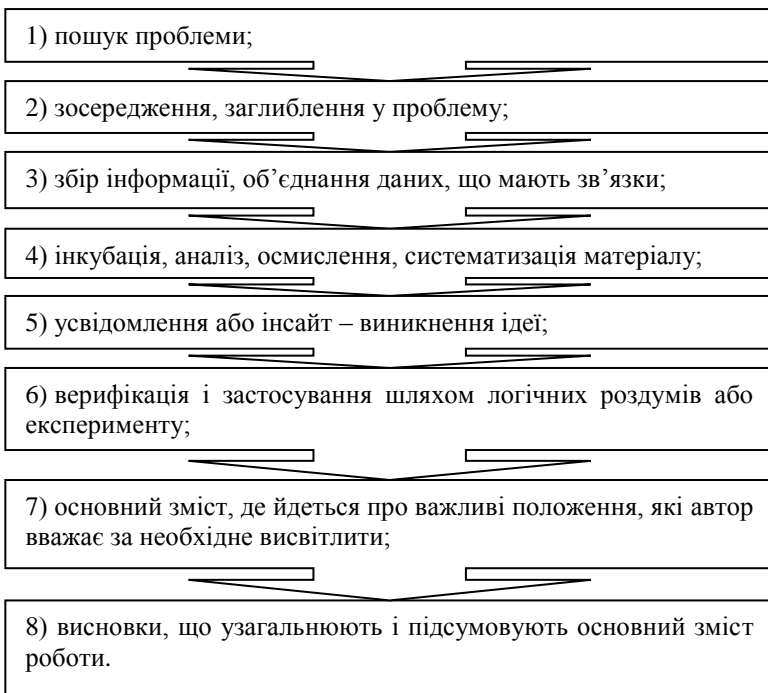 1) пошук проблеми;
2) зосередження, заглиблення у проблему;
3) збір інформації, об’єднання даних, що мають зв’язки;
4) інкубація, аналіз, осмислення, систематизація матеріалу;
5) усвідомлення або інсайт – виникнення ідеї;
6) верифікація і застосування шляхом логічних роздумів або
експерименту;
7) основний зміст, де йдеться про важливі положення, які автор
вважає за необхідне висвітлити;
8) висновки, що узагальнюють і підсумовують основний зміст
роботи.